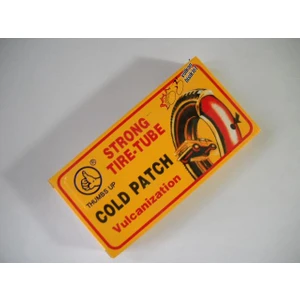 STRONG
TIRE-TUBE
COLD PATCH
Vulcanization
THUMBS UP